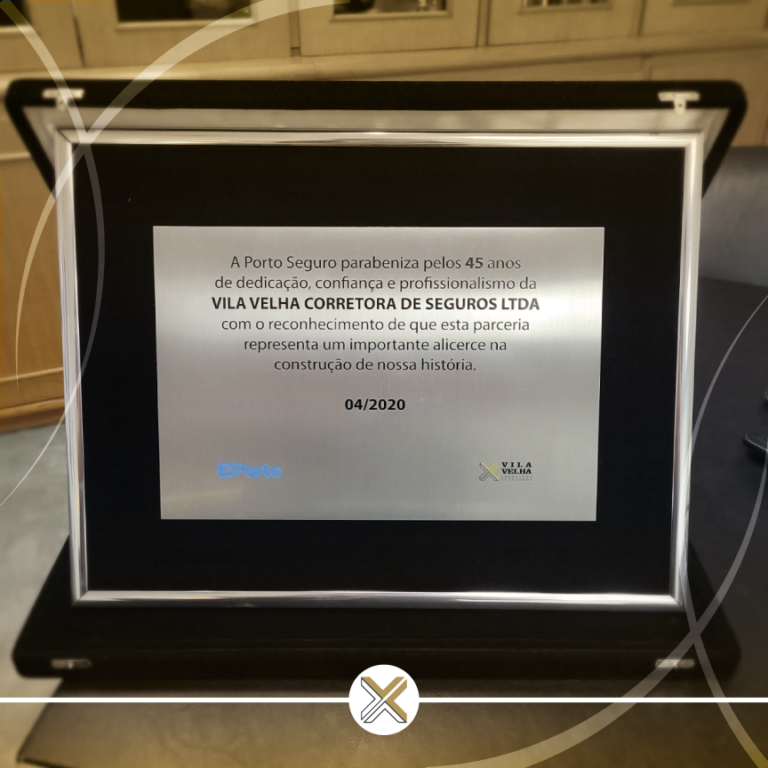 A Porto Seguro parabeniza pelos 45 anos
de dedicação, confiança e profissionalismo da
VILA VELHA CORRETORA DE SEGUROS LTDA
com o reconhecimento de que esta parceria
representa um importante alicerce na
construção de nossa história.
04/2020
Porto
VILA
VELHA